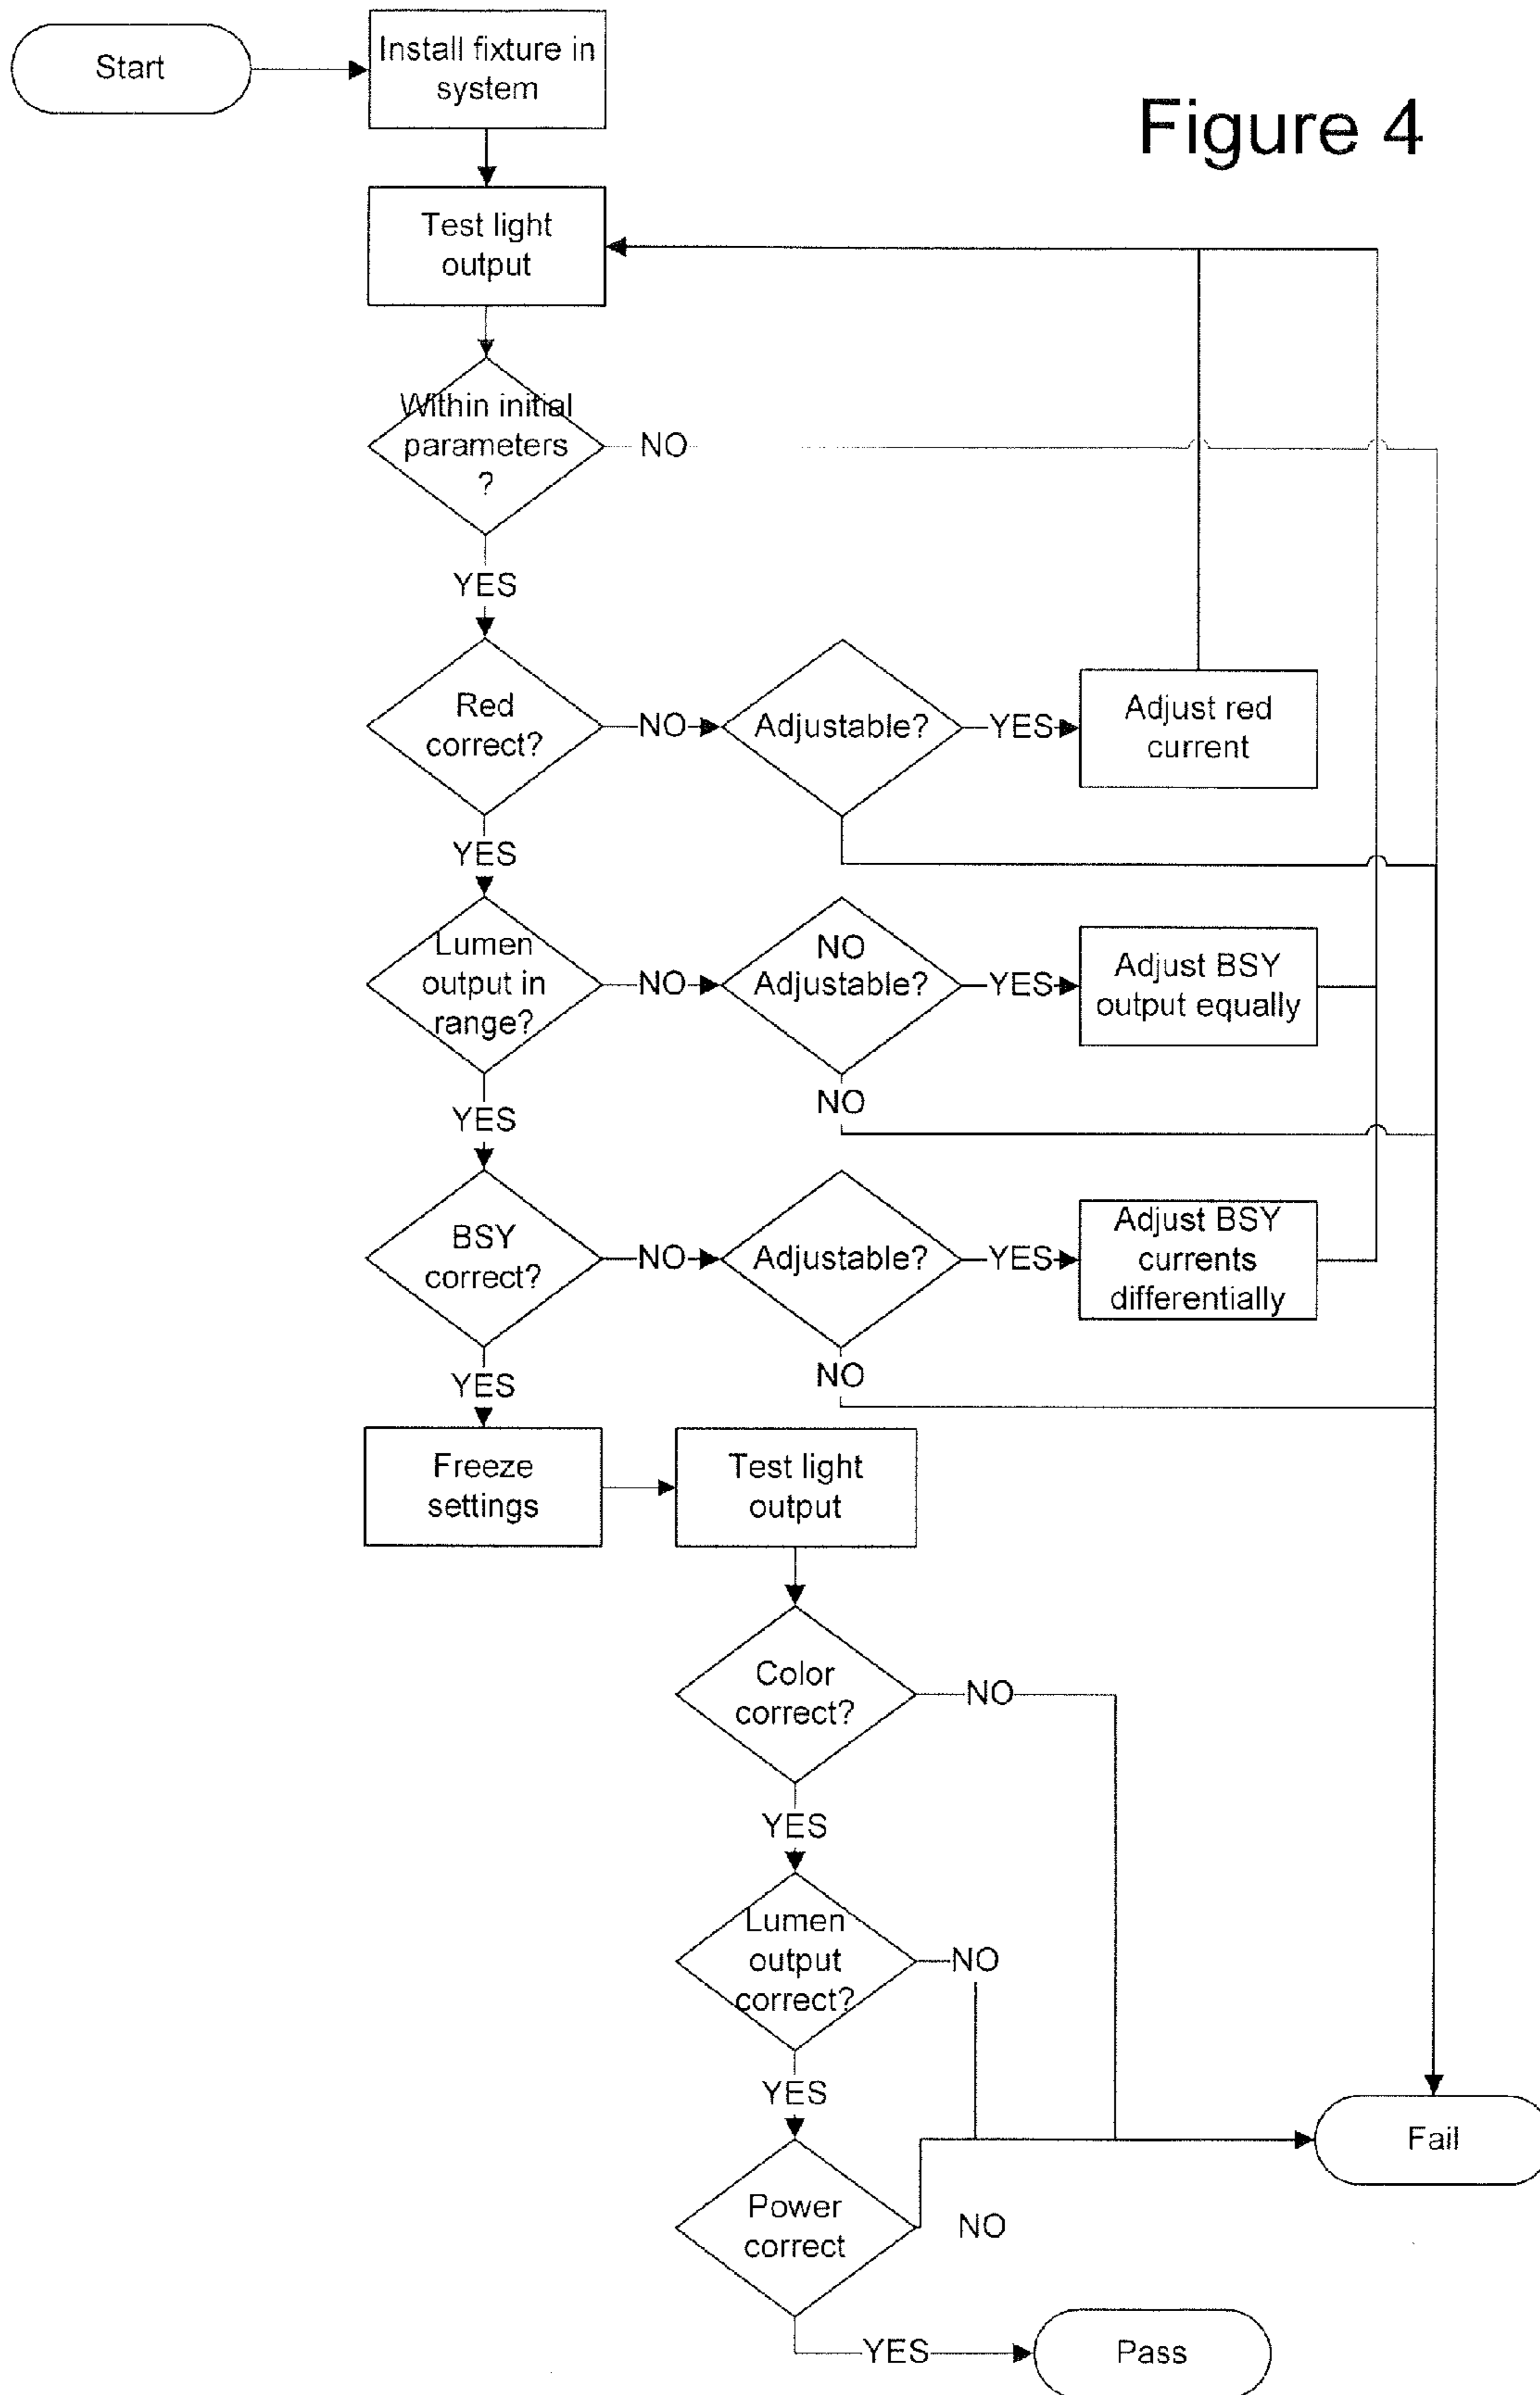 Start
Install fixture in
system
Figure 4
Test light
output
Within initial
parameters
?
NO
YES
Red
correct?
NO
Adjustable?
YES
Adjust red
current
YES
Lumen
output in
range?
NO
NO
Adjustable?
YES
Adjust BSY
output equally
NO
YES
BSY
correct?
NO
Adjustable?
YES
Adjust BSY
currents
differentially
NO
YES
Freeze
settings
Test light
output
Color
correct?
NO
YES
Lumen
output
correct?
NO
YES
Fail
Power
correct
NO
YES
Pass